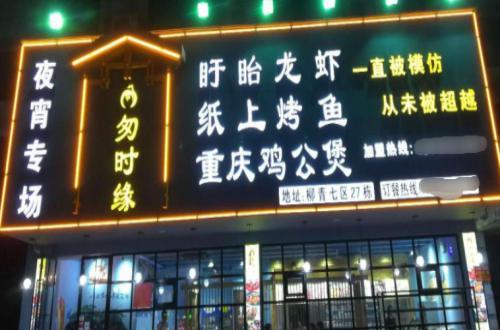 夜宵专场
匆时缘
盱眙龙虾
纸上烤鱼
重庆鸡公煲
一直被模仿
从未被超越
加盟热线:
地址:柳青七区27栋 订餐热线